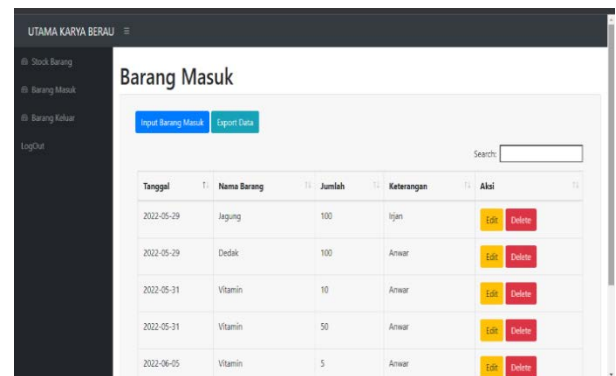 UTAMA KARYA BERAU
Stock Barang
Barang Masuk
Barang Keluar
LogOut
Barang Masuk
Input Barang Masuk Export Data
Search:
Tanggal Nama Barang Jumlah Keterangan Aksi
2022-05-29 Jagung 100 Irjan Edit Delete
2022-05-29 Dedak 100 Anwar Edit Delete
2022-05-31 Vitamin 10 Anwar Edit Delete
2022-05-31 Vitamin 50 Anwar Edit Delete
2022-06-05 Vitamin 5 Anwar Edit Delete